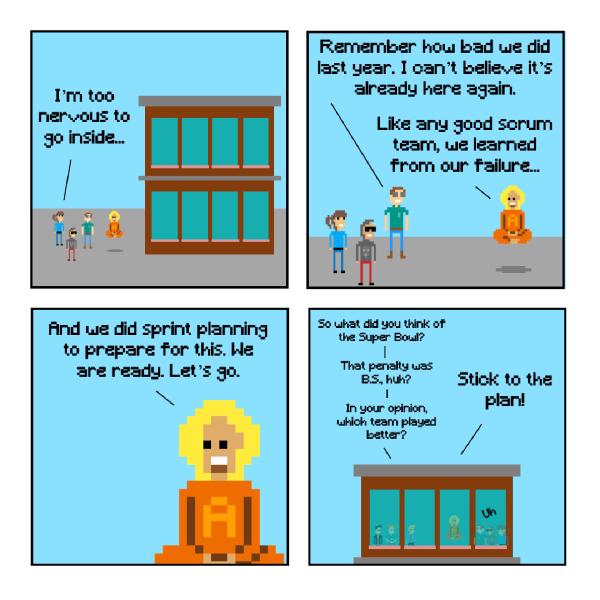 I'm too
nervous to
go inside...
Remember how bad we did
last year. I can't believe it's
already here again.
Like any good scrum
team, we learned
from our failure...
And we did sprint planning
to prepare for this. We
are ready. Let's go.
A
So what did you think of
the Super Bowl?
That penalty was
B.S., huh?
In your opinion,
which team played
better?
Stick to the
plan!
Uh